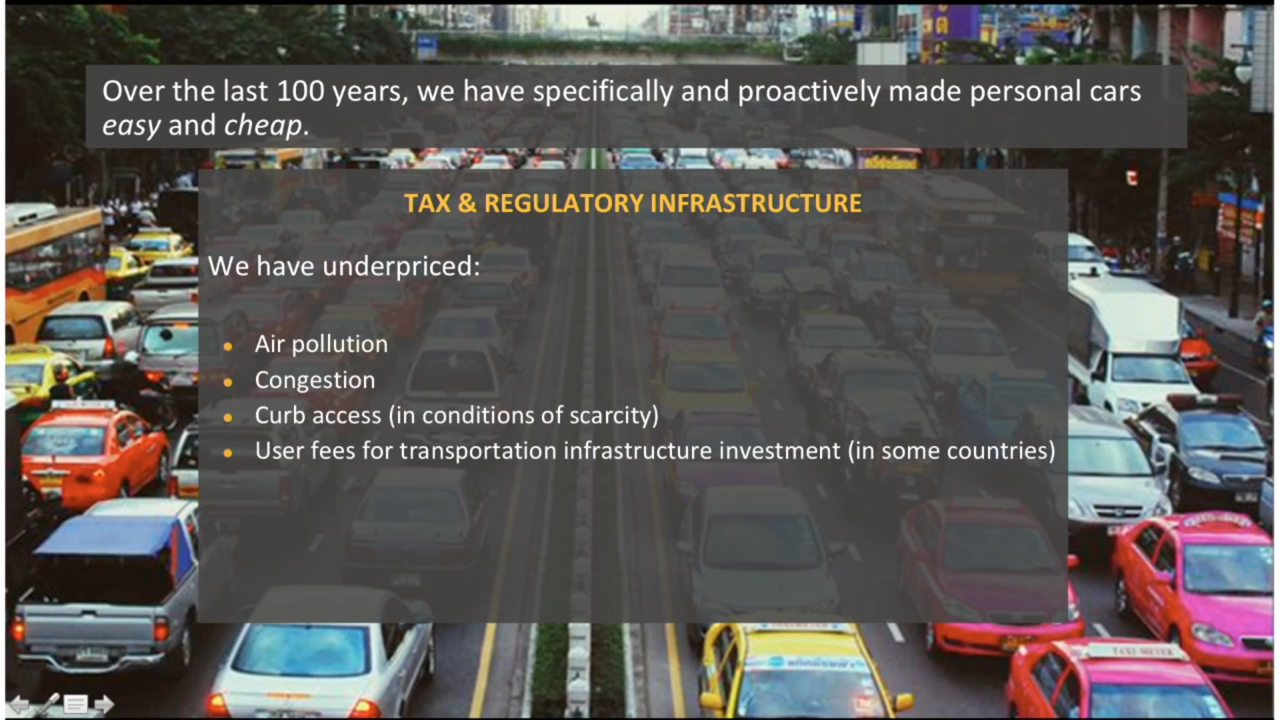 Over the last 100 years, we have specifically and proactively made personal cars
easy and cheap.
TAX & REGULATORY INFRASTRUCTURE
We have underpriced:
• Air pollution
• Congestion
• Curb access (in conditions of scarcity)
• User fees for transportation infrastructure investment (in some countries)
TAXI-METER